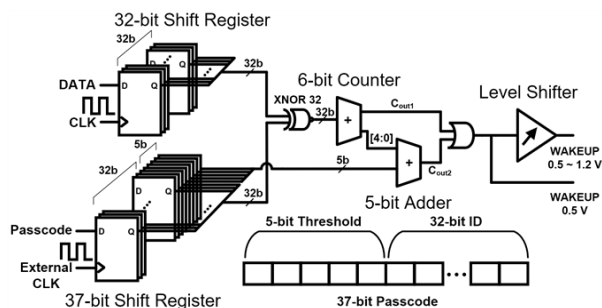 32-bit Shift Register
32b
D Q
DATA
CLK
32b
XNOR 32
32b
6-bit Counter
+
Cout1
[4:0]
+
Cout2
5-bit Adder
Level Shifter
WAKEUP
0.5 ~ 1.2 V
WAKEUP
0.5 V
5b
32b
5b
32b
D Q
Passcode
External
CLK
37-bit Shift Register
5-bit Threshold
32-bit ID
37-bit Passcode